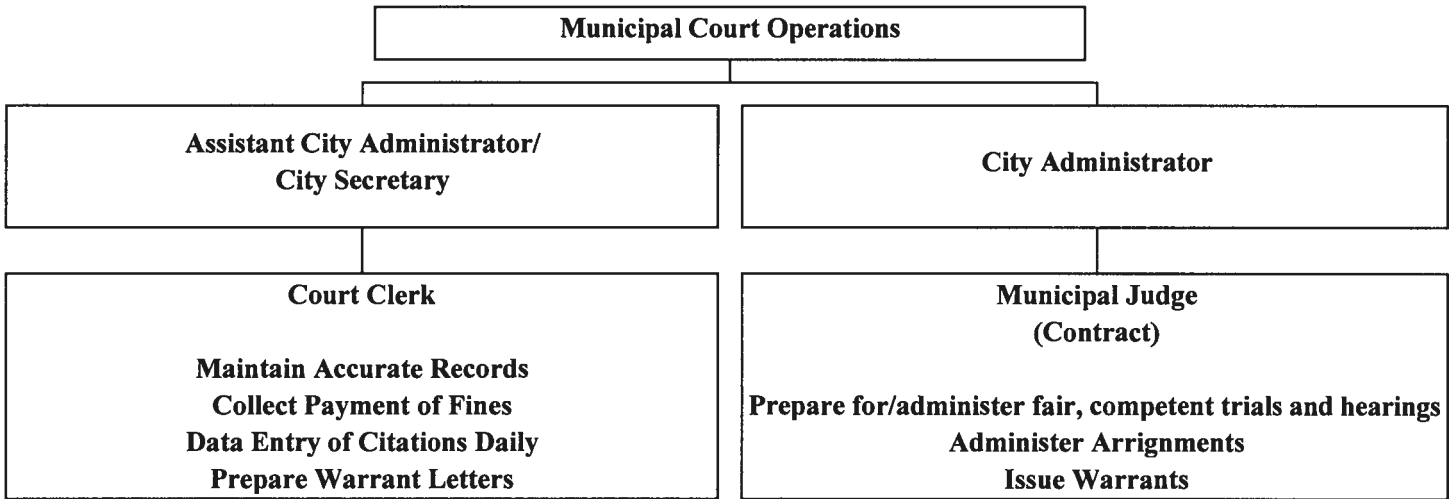 Municipal Court Operations
Assistant City Administrator/
City Secretary
City Administrator
Court Clerk
Maintain Accurate Records
Collect Payment of Fines
Data Entry of Citations Daily
Prepare Warrant Letters
Municipal Judge
(Contract)
Prepare for/administer fair, competent trials and hearings
Administer Arrignments
Issue Warrants